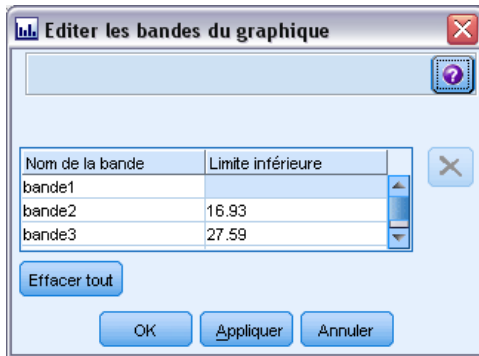 Editer les bandes du graphique
Nom de la bande Limite inférieure
bande1
bande2 16.93
bande3 27.59
Effacer tout
OK Appliquer Annuler